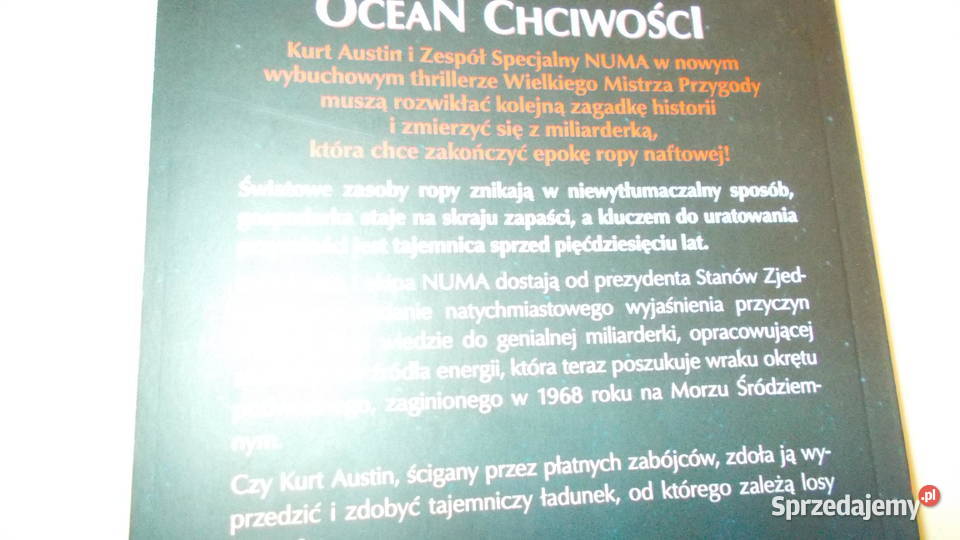 OCEAN CHCIWOŚCI
Kurt Austin i Zespół Specjalny NUMA w nowym
wybuchowym thrillerze Wielkiego Mistrza Przygody
muszą rozwikłać kolejną zagadkę historii
i zmierzyć się z miliarderką,
która chce zakończyć epokę ropy naftowej!
Światowe zasoby ropy znikają w niewytłumaczalny sposób,
gospodarka staje na skraju zapaści, a kluczem do uratowania
jest tajemnica sprzed pięćdziesięciu lat.
NUMA dostają od prezydenta Stanów Zjed-
natychmiastowego wyjaśnienia przyczyn
wiedzie do genialnej miliarderki, opracowującej
źródła energii, która teraz poszukuje wraku okrętu
zaginionego w 1968 roku na Morzu Śródziem-
nym.
Czy Kurt Austin, ścigany przez płatnych zabójców, zdoła ją wy-
przedzić i zdobyć tajemniczy ładunek, od którego zależą losy
Sprzedajemy.pl